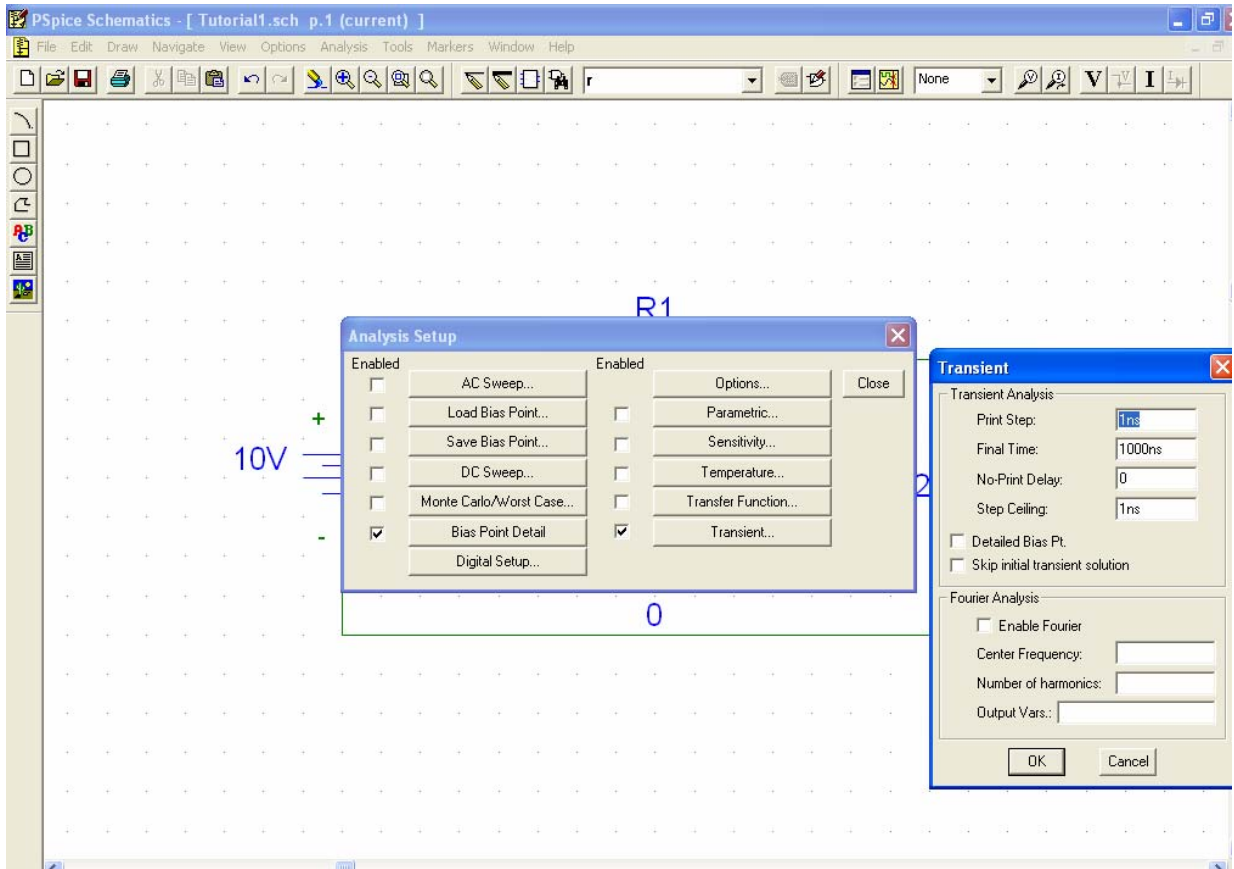 PSpice Schematics - [ Tutorial1.sch p.1 (current) ]
File Edit Draw Navigate View Options Analysis Tools Markers Window Help
r
None
V
V
I
ABC
R1
+
10V
-
2
0
Analysis Setup
Enabled
Enabled
AC Sweep...
Options...
Close
Load Bias Point...
Parametric...
Save Bias Point...
Sensitivity...
DC Sweep...
Temperature...
Monte Carlo/Worst Case...
Transfer Function...
Bias Point Detail
Transient...
Digital Setup...
Transient
Transient Analysis
Print Step: 1ns
Final Time: 1000ns
No-Print Delay: 0
Step Ceiling: 1ns
Detailed Bias Pt.
Skip initial transient solution
Fourier Analysis
Enable Fourier
Center Frequency:
Number of harmonics:
Output Vars.:
OK
Cancel